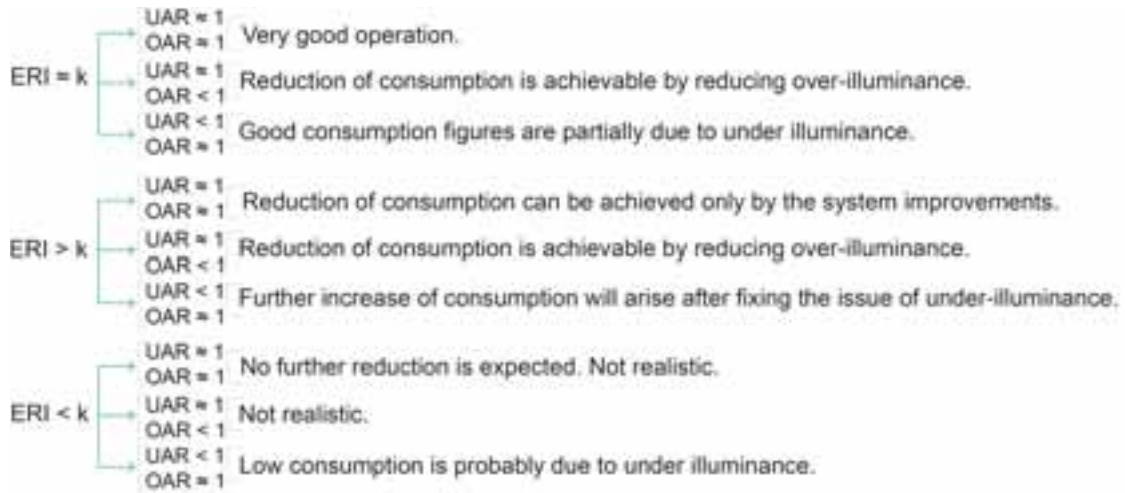 UAR ≈ 1
OAR ≈ 1
Very good operation.
ERI ≈ k
UAR ≈ 1
OAR < 1
Reduction of consumption is achievable by reducing over-illuminance.
UAR < 1
OAR ≈ 1
Good consumption figures are partially due to under illuminance.
UAR ≈ 1
OAR ≈ 1
Reduction of consumption can be achieved only by the system improvements.
ERI > k
UAR ≈ 1
OAR < 1
Reduction of consumption is achievable by reducing over-illuminance.
UAR < 1
OAR ≈ 1
Further increase of consumption will arise after fixing the issue of under-illuminance.
UAR ≈ 1
OAR ≈ 1
No further reduction is expected. Not realistic.
ERI < k
UAR ≈ 1
OAR < 1
Not realistic.
UAR < 1
OAR ≈ 1
Low consumption is probably due to under illuminance.